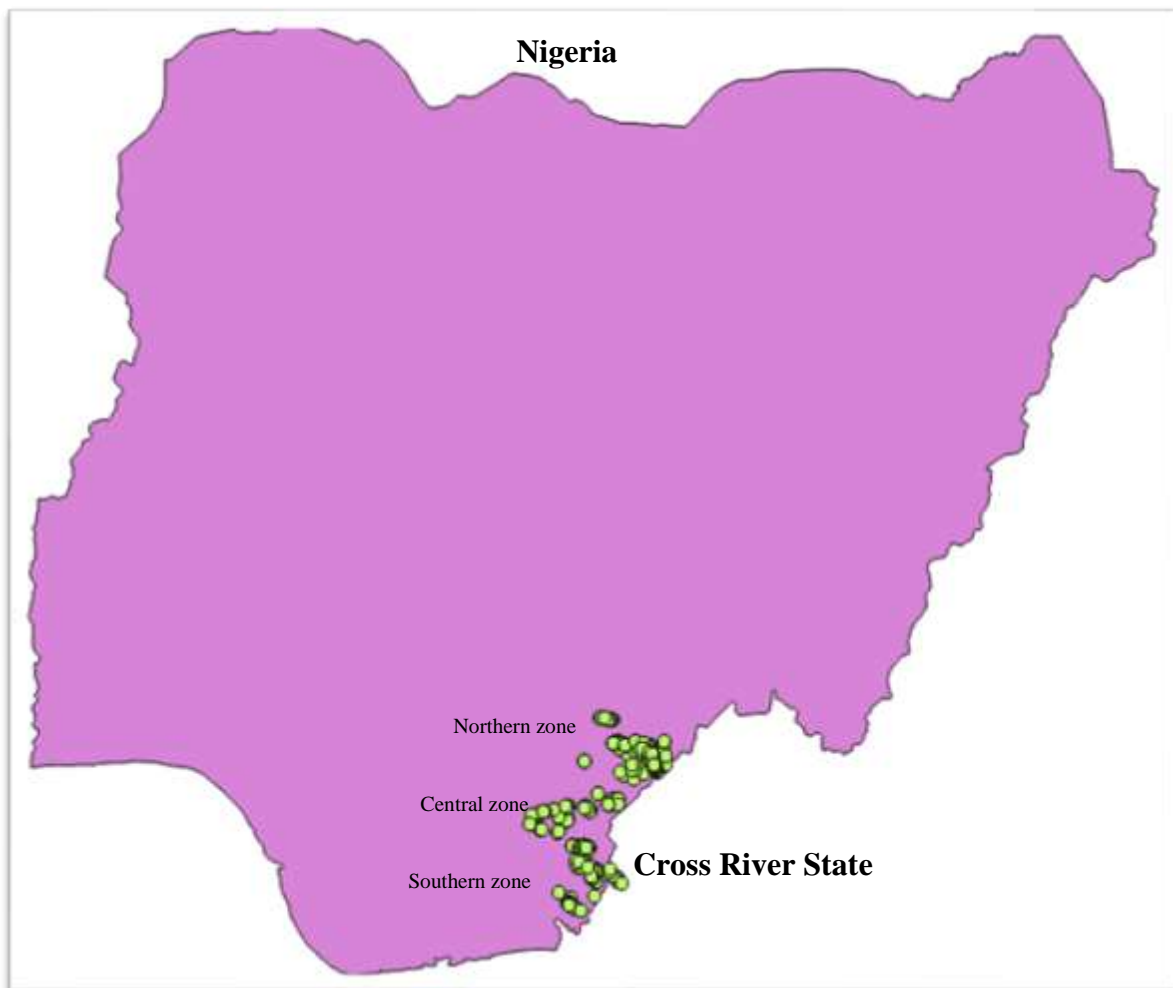 Nigeria
Northern zone
Central zone
Cross River State
Southern zone